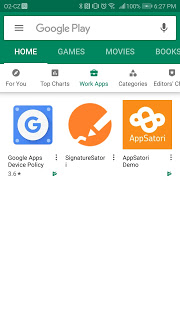 O2-CZ
6:27 PM
Google Play
HOME GAMES MOVIES BOOKS
For You Top Charts Work Apps Categories Editors' Ch
AppSatori
Google Apps SignatureSator AppSatori
Device Policy i Demo
3.6